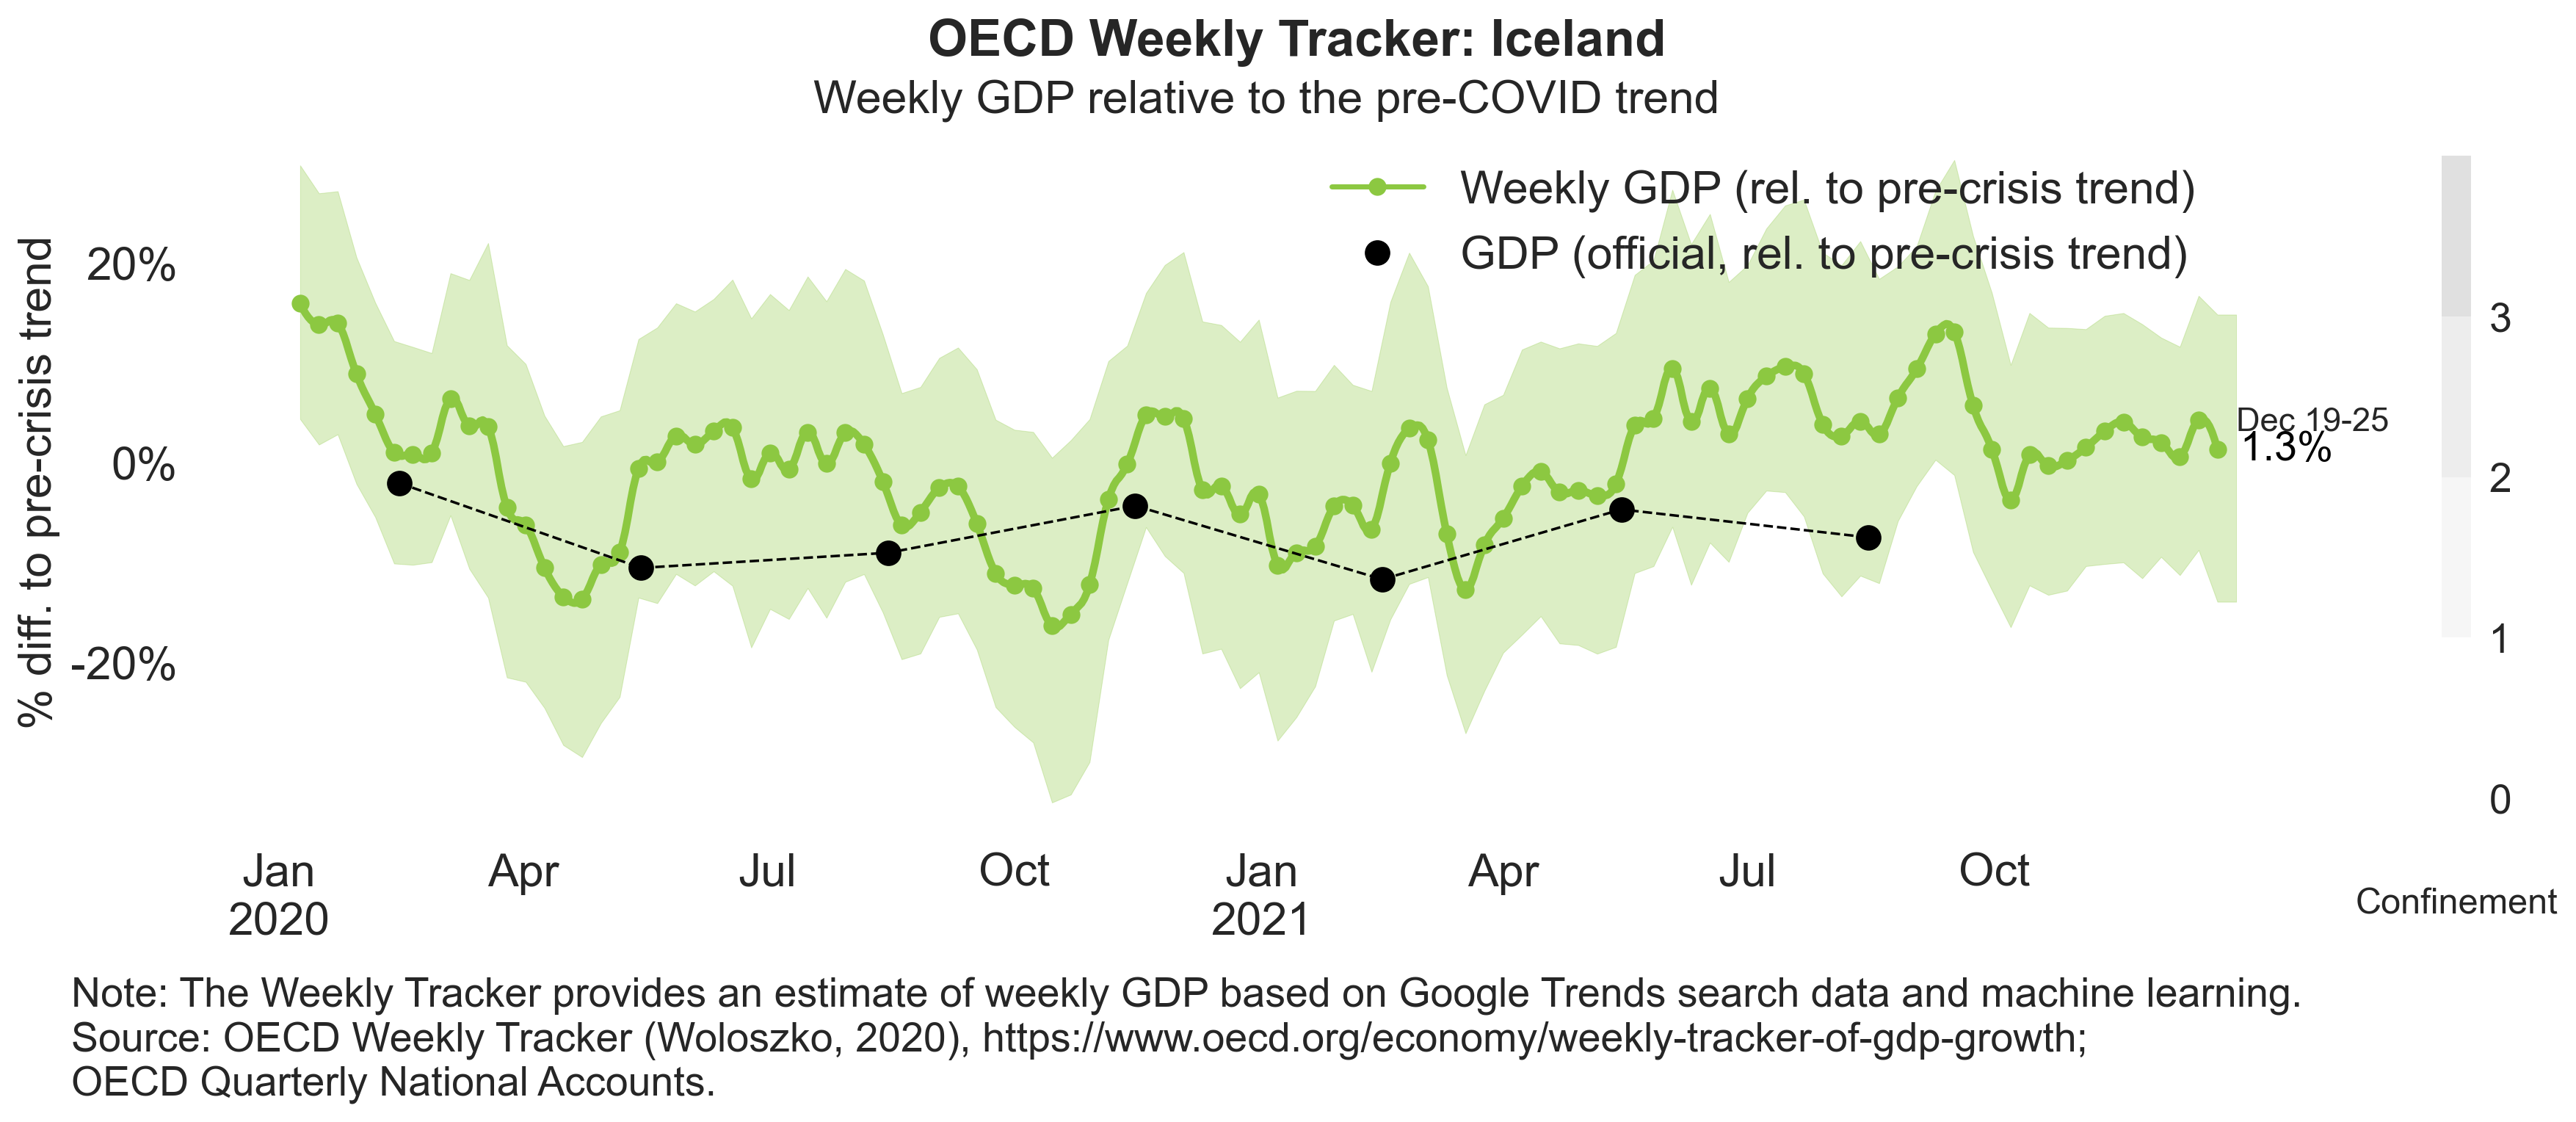 OECD Weekly Tracker: Iceland
Weekly GDP relative to the pre-COVID trend
Weekly GDP (rel. to pre-crisis trend)
GDP (official, rel. to pre-crisis trend)
% diff. to pre-crisis trend
20%
0%
-20%
Dec 19-25
1.3%
3
2
1
0
Confinement
Jan Apr Jul Oct Jan Apr Jul Oct
2020 2021
Note: The Weekly Tracker provides an estimate of weekly GDP based on Google Trends search data and machine learning.
Source: OECD Weekly Tracker (Woloszko, 2020), https://www.oecd.org/economy/weekly-tracker-of-gdp-growth;
OECD Quarterly National Accounts.